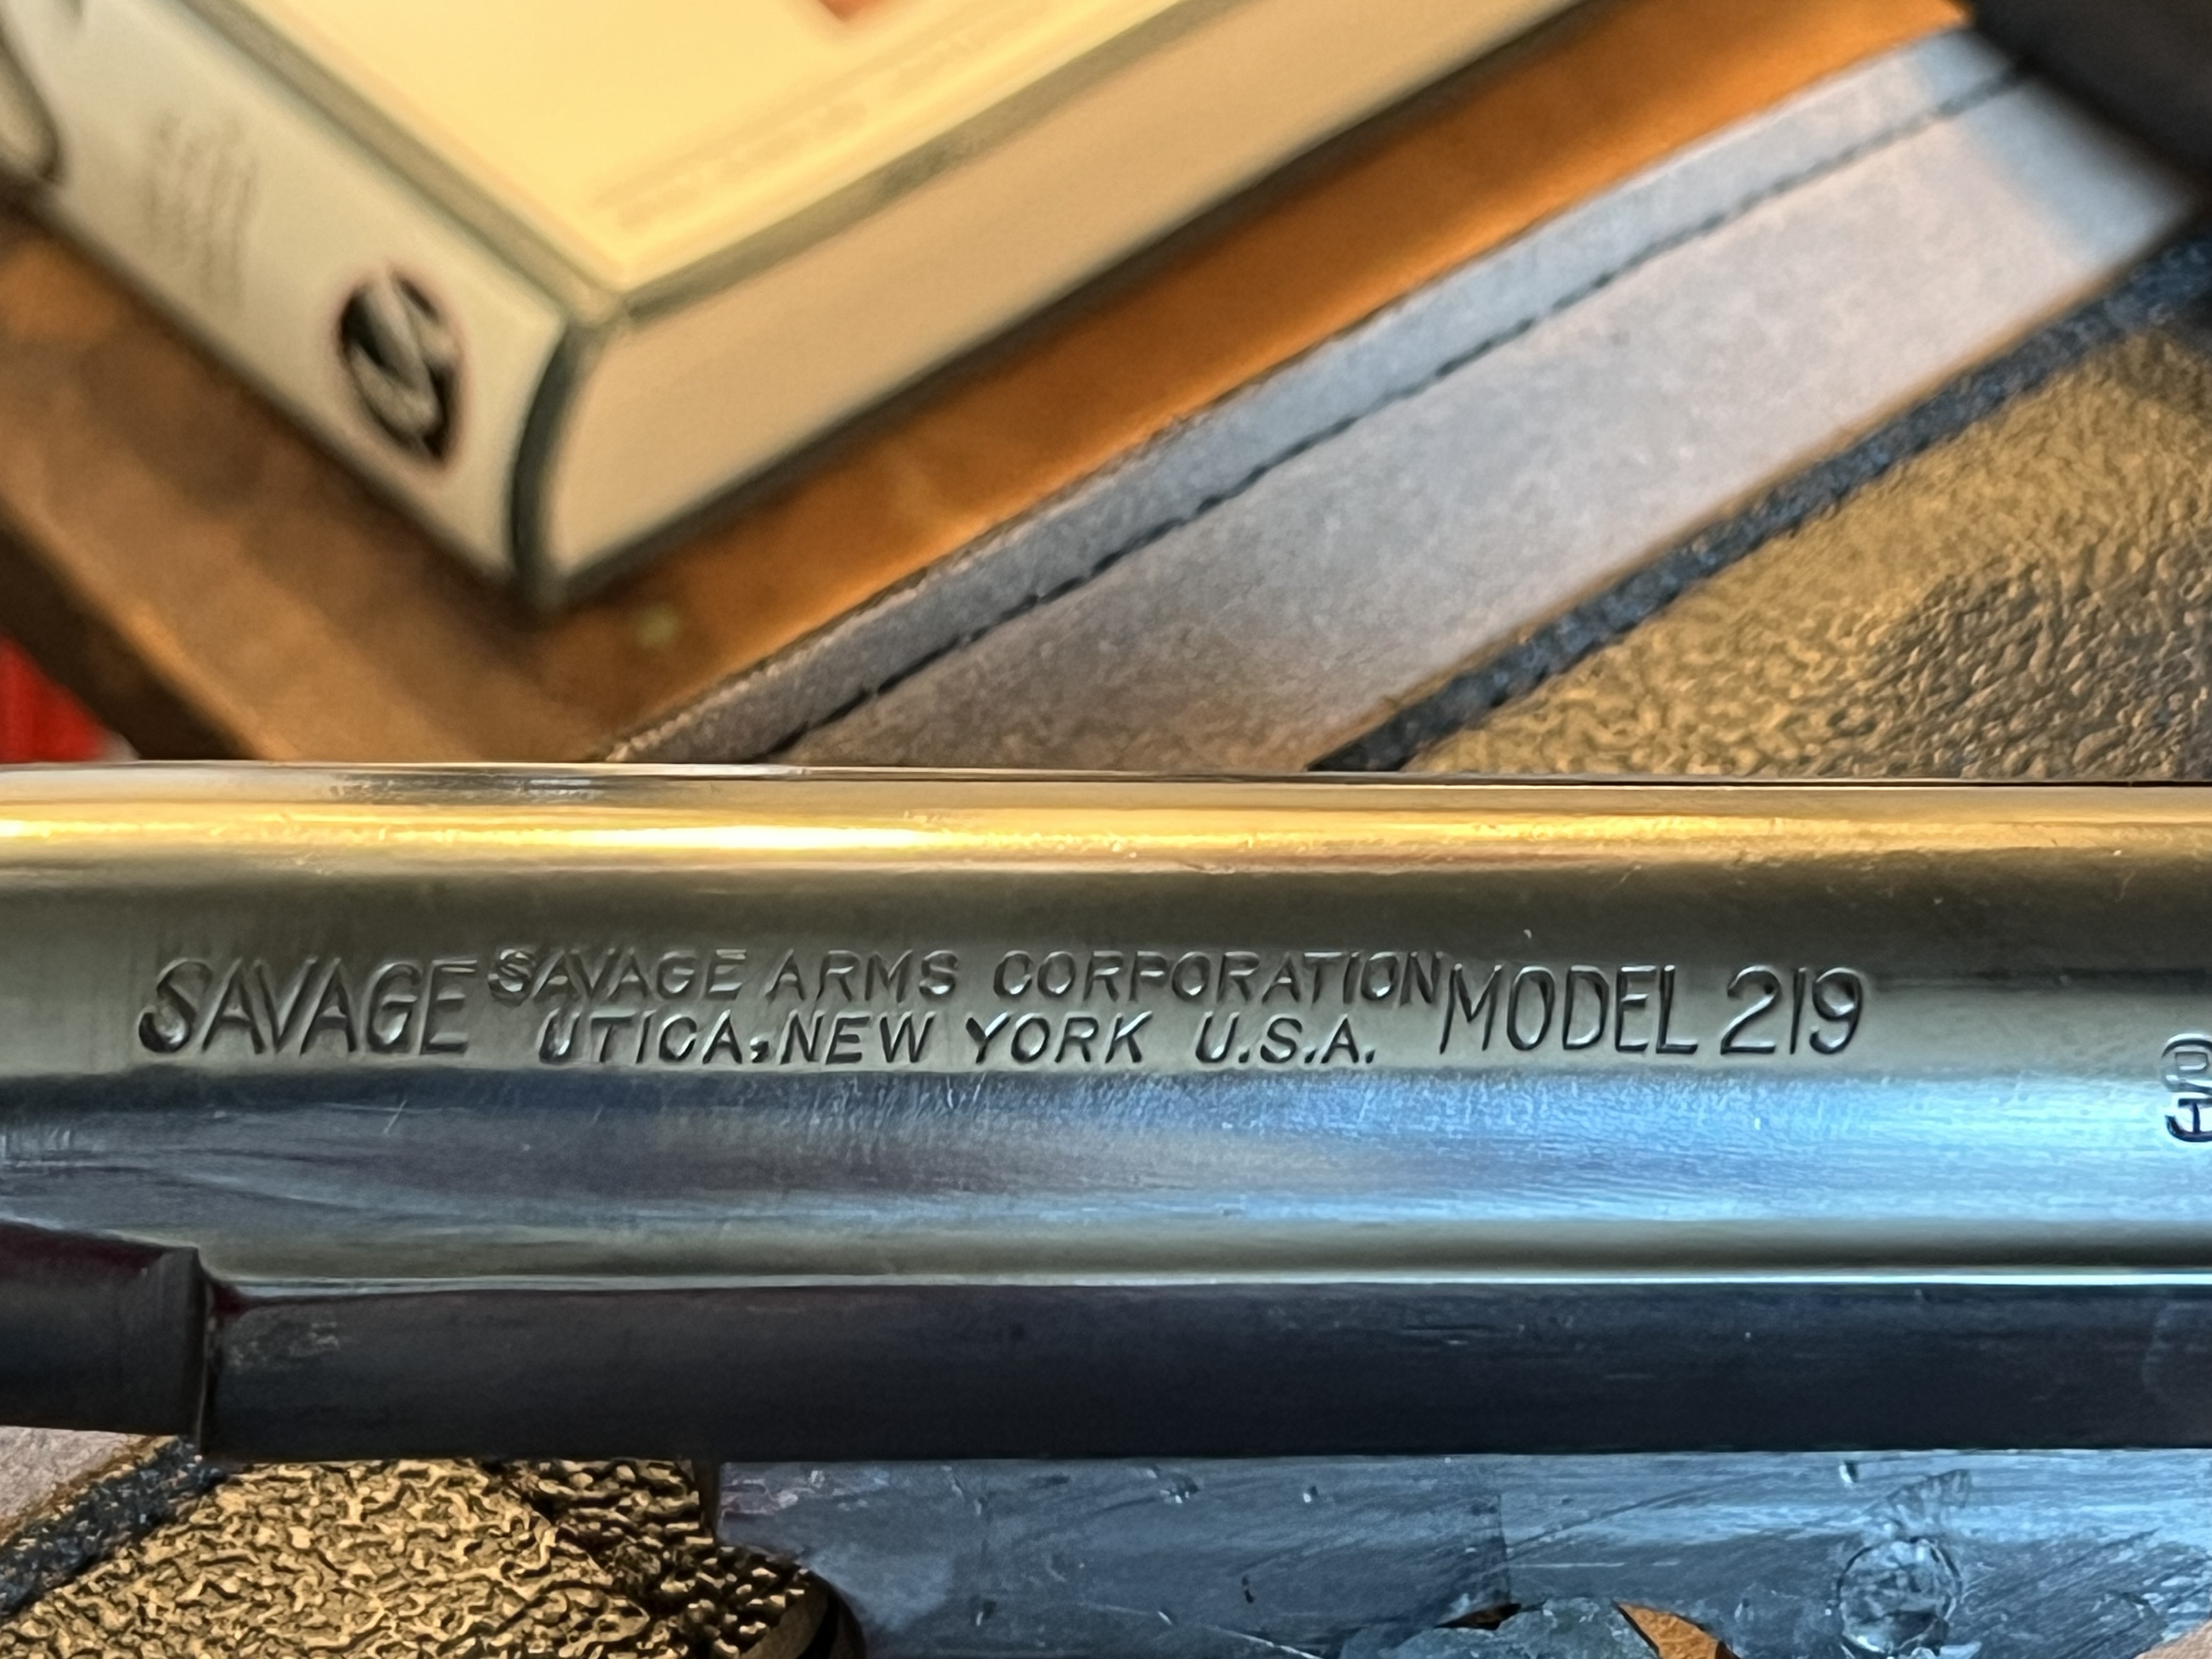 SAVAGE
SAVAGE ARMS CORPORATION
UTICA, NEW YORK U.S.A.
MODEL 219